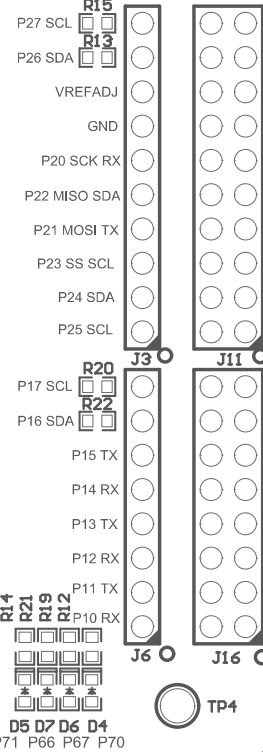 R15
P27 SCL
R13
P26 SDA
VREFADJ
GND
P20 SCK RX
P22 MISO SDA
P21 MOSI TX
P23 SS SCL
P24 SDA
P25 SCL
J3 J11
R20
P17 SCL
R22
P16 SDA
P15 TX
P14 RX
P13 TX
P12 RX
P11 TX
P10 RX
R14 R21 R19 R12
J6 J16
TP4
D5 D7 D6 D4
P71 P66 P67 P70